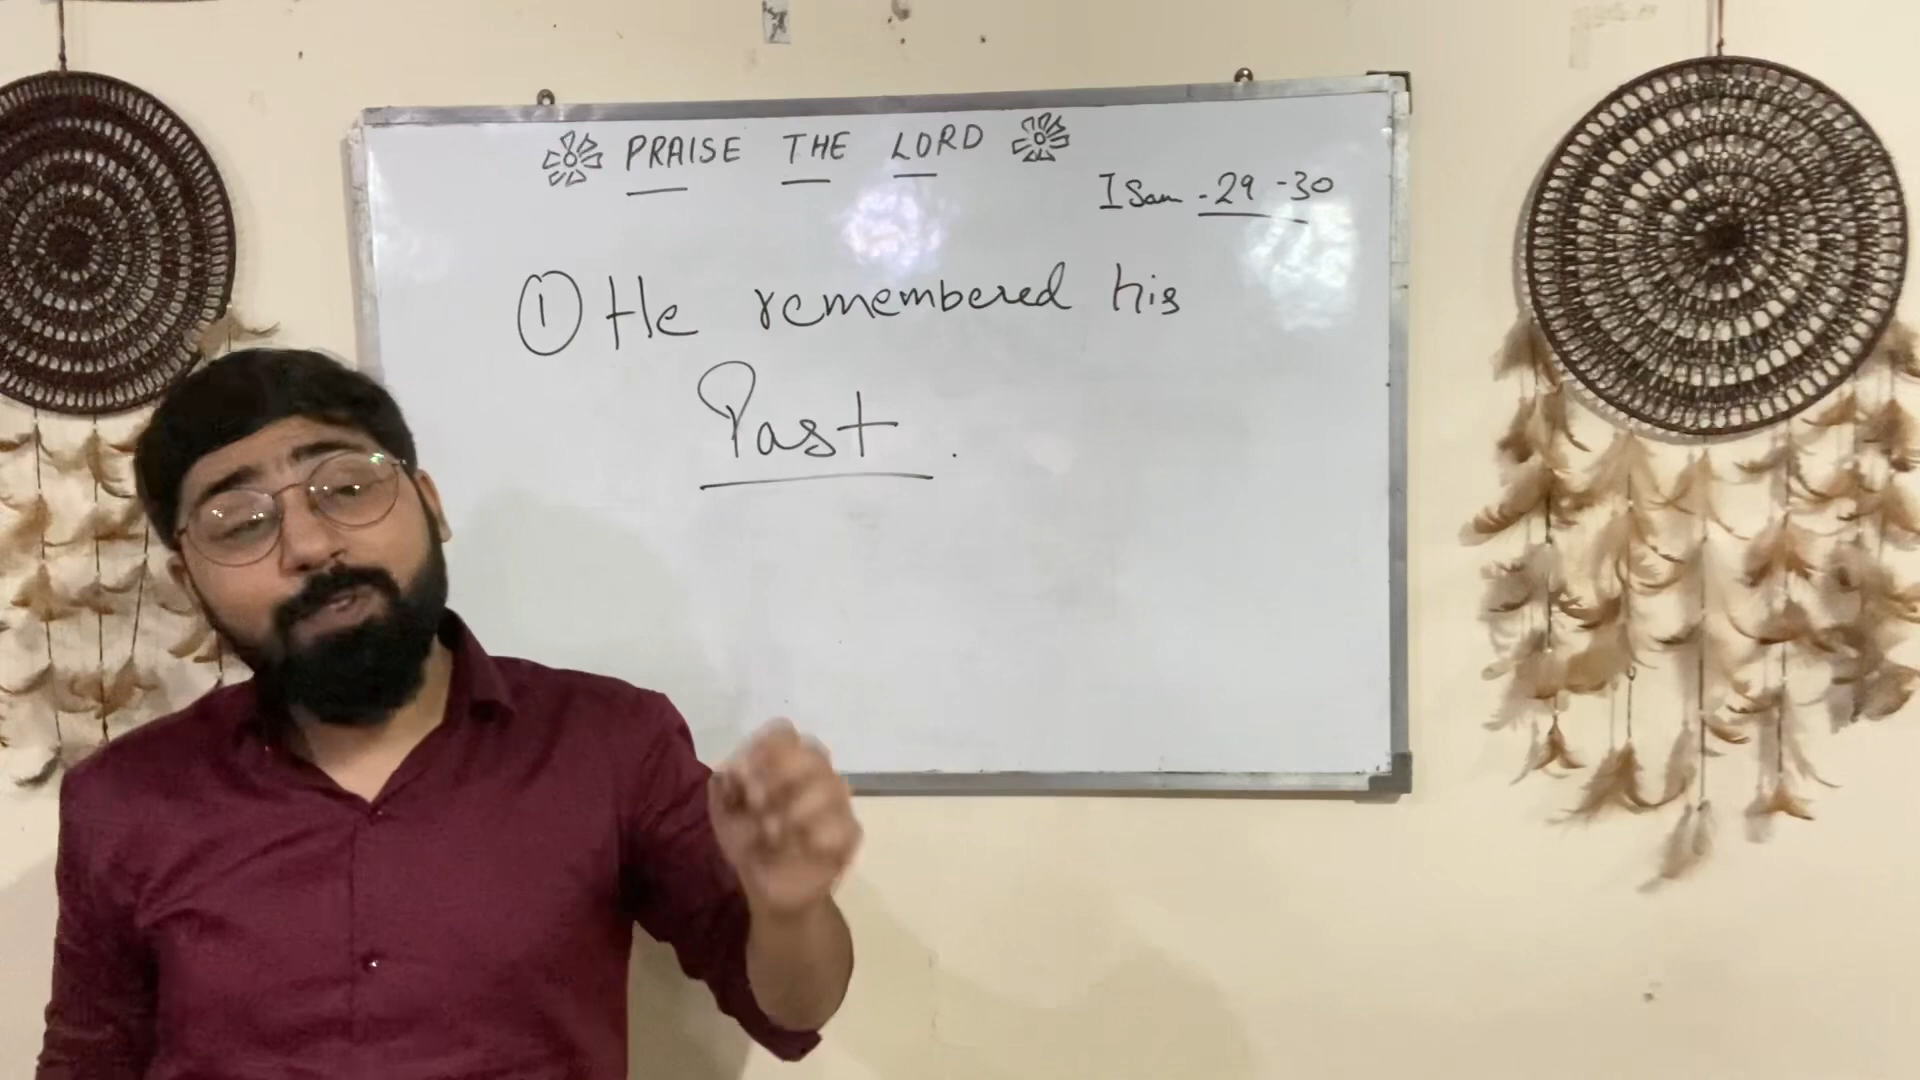 PRAISE THE LORD
I Sam - 29 - 30
① He remembered his
Past.